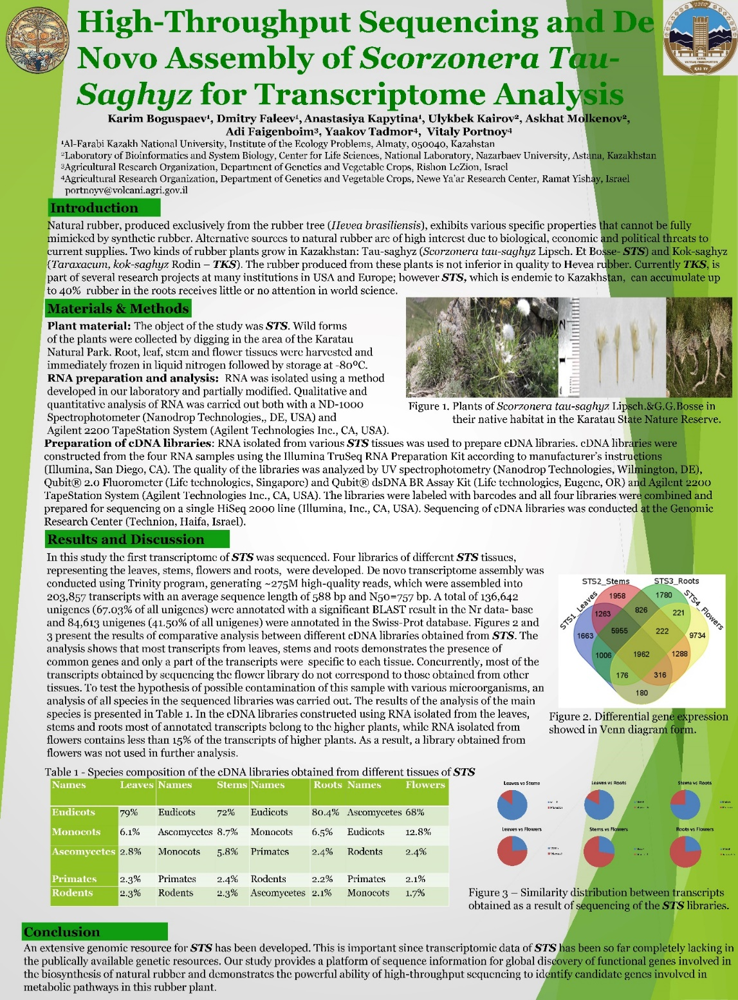 High-Throughput Sequencing and De
Novo Assembly of Scorzonera Tau-
Saghyz for Transcriptome Analysis
Karim Boguspaev¹, Dmitry Faleev¹, Anastasiya Kapytina¹, Ulykbek Kairov², Askhat Molkenov²,
Adi Faigenboim³, Yaakov Tadmor⁴, Vitaly Portnoy⁴
¹Al-Farabi Kazakh National University, Institute of the Ecology Problems, Almaty, 050040, Kazahstan
²Laboratory of Bioinformatics and System Biology, Center for Life Sciences, National Laboratory, Nazarbaev University, Astana, Kazakhstan
³Agricultural Research Organization, Department of Genetics and Vegetable Crops, Rishon LeZion, Israel
⁴Agricultural Research Organization, Department of Genetics and Vegetable Crops, Newe Ya'ar Research Center, Ramat Yishay, Israel
portnoyv@volcani.agri.gov.il
Introduction
Natural rubber, produced exclusively from the rubber tree (Hevea brasiliensis), exhibits various specific properties that cannot be fully
mimicked by synthetic rubber. Alternative sources to natural rubber are of high interest due to biological, economic and political threats to
current supplies. Two kinds of rubber plants grow in Kazakhstan: Tau-saghyz (Scorzonera tau-saghyz Lipsch. Et Bosse- STS) and Kok-saghyz
(Taraxacum, kok-saghyz Rodin – TKS). The rubber produced from these plants is not inferior in quality to Hevea rubber. Currently TKS, is
part of several research projects at many institutions in USA and Europe; however STS, which is endemic to Kazakhstan, can accumulate up
to 40% rubber in the roots receives little or no attention in world science.
Materials & Methods
Plant material: The object of the study was STS. Wild forms
of the plants were collected by digging in the area of the Karatau
Natural Park. Root, leaf, stem and flower tissues were harvested and
immediately frozen in liquid nitrogen followed by storage at -80ºC.
RNA preparation and analysis: RNA was isolated using a method
developed in our laboratory and partially modified. Qualitative and
quantitative analysis of RNA was carried out both with a ND-1000
Spectrophotometer (Nanodrop Technologies,, DE, USA) and
Agilent 2200 TapeStation System (Agilent Technologies Inc., CA, USA).
2
1
Figure 1. Plants of Scorzonera tau-saghyz Lipsch.&G.G.Bosse in
their native habitat in the Karatau State Nature Reserve.
Preparation of cDNA libraries: RNA isolated from various STS tissues was used to prepare cDNA libraries. cDNA libraries were
constructed from the four RNA samples using the Illumina TruSeq RNA Preparation Kit according to manufacturer's instructions
(Illumina, San Diego, CA). The quality of the libraries was analyzed by UV spectrophotometry (Nanodrop Technologies, Wilmington, DE),
Qubit® 2.0 Fluorometer (Life technologies, Singapore) and Qubit® dsDNA BR Assay Kit (Life technologies, Eugene, OR) and Agilent 2200
TapeStation System (Agilent Technologies Inc., CA, USA). The libraries were labeled with barcodes and all four libraries were combined and
prepared for sequencing on a single HiSeq 2000 line (Illumina, Inc., CA, USA). Sequencing of cDNA libraries was conducted at the Genomic
Research Center (Technion, Haifa, Israel).
Results and Discussion
In this study the first transcriptome of STS was sequenced. Four libraries of different STS tissues,
representing the leaves, stems, flowers and roots, were developed. De novo transcriptome assembly was
conducted using Trinity program, generating ~275M high-quality reads, which were assembled into
203,857 transcripts with an average sequence length of 588 bp and N50=757 bp. A total of 136,642
unigenes (67.03% of all unigenes) were annotated with a significant BLAST result in the Nr data- base
and 84,613 unigenes (41.50% of all unigenes) were annotated in the Swiss-Prot database. Figures 2 and
3 present the results of comparative analysis between different cDNA libraries obtained from STS. The
analysis shows that most transcripts from leaves, stems and roots demonstrates the presence of
common genes and only a part of the transcripts were specific to each tissue. Concurrently, most of the
transcripts obtained by sequencing the flower library do not correspond to those obtained from other
tissues. To test the hypothesis of possible contamination of this sample with various microorganisms, an
analysis of all species in the sequenced libraries was carried out. The results of the analysis of the main
species is presented in Table 1. In the cDNA libraries constructed using RNA isolated from the leaves,
stems and roots most of annotated transcripts belong to the higher plants, while RNA isolated from
flowers contains less than 15% of the transcripts of higher plants. As a result, a library obtained from
flowers was not used in further analysis.
STS2_Stems STS3_Roots
STS1_Leaves STS4_Flowers
1958 1780
1263 826 221
1663 5955 222 9734
1006 1962 1288
176 316
180
Figure 2. Differential gene expression
showed in Venn diagram form.
Table 1 - Species composition of the cDNA libraries obtained from different tissues of STS
Names Leaves Names Stems Names Roots Names Flowers
Eudicots 79% Eudicots 72% Eudicots 80.4% Ascomycetes 68%
Monocots 6.1% Ascomycetes 8.7% Monocots 6.5% Eudicots 12.8%
Ascomycetes 2.8% Monocots 5.8% Primates 2.4% Rodents 2.4%
Primates 2.3% Primates 2.4% Rodents 2.2% Primates 2.1%
Rodents 2.3% Rodents 2.3% Ascomycetes 2.1% Monocots 1.7%
Leaves vs Stems Leaves vs Roots Stems vs Roots
Leaves vs Flowers Stems vs Flowers Roots vs Flowers
Figure 3 – Similarity distribution between transcripts
obtained as a result of sequencing of the STS libraries.
Conclusion
An extensive genomic resource for STS has been developed. This is important since transcriptomic data of STS has been so far completely lacking in
the publically available genetic resources. Our study provides a platform of sequence information for global discovery of functional genes involved in
the biosynthesis of natural rubber and demonstrates the powerful ability of high-throughput sequencing to identify candidate genes involved in
metabolic pathways in this rubber plant.